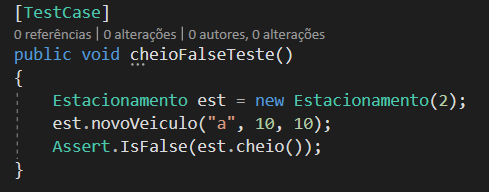 [TestCase]
0 referências | 0 alterações | 0 autores, 0 alterações
public void cheioFalseTeste()
{
    Estacionamento est = new Estacionamento(2);
    est.novoVeiculo("a", 10, 10);
    Assert.IsFalse(est.cheio());
}